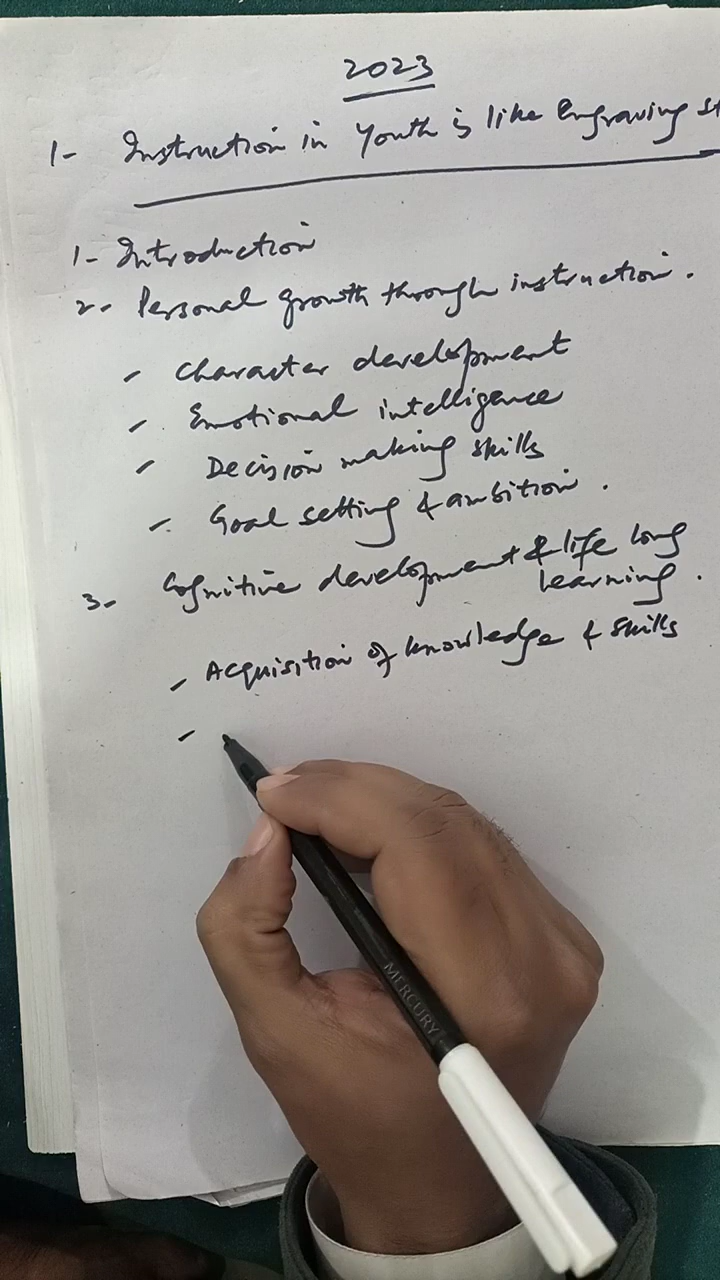 2023
1- Instruction in Youth is like Engraving st
1- Introduction
2- Personal growth through instruction.
- Character development
- Emotional intelligence
- Decision making skills
- Goal setting & ambition.
3- Cognitive development & life long
learning.
- Acquisition of knowledge & skills
-
MERCURY